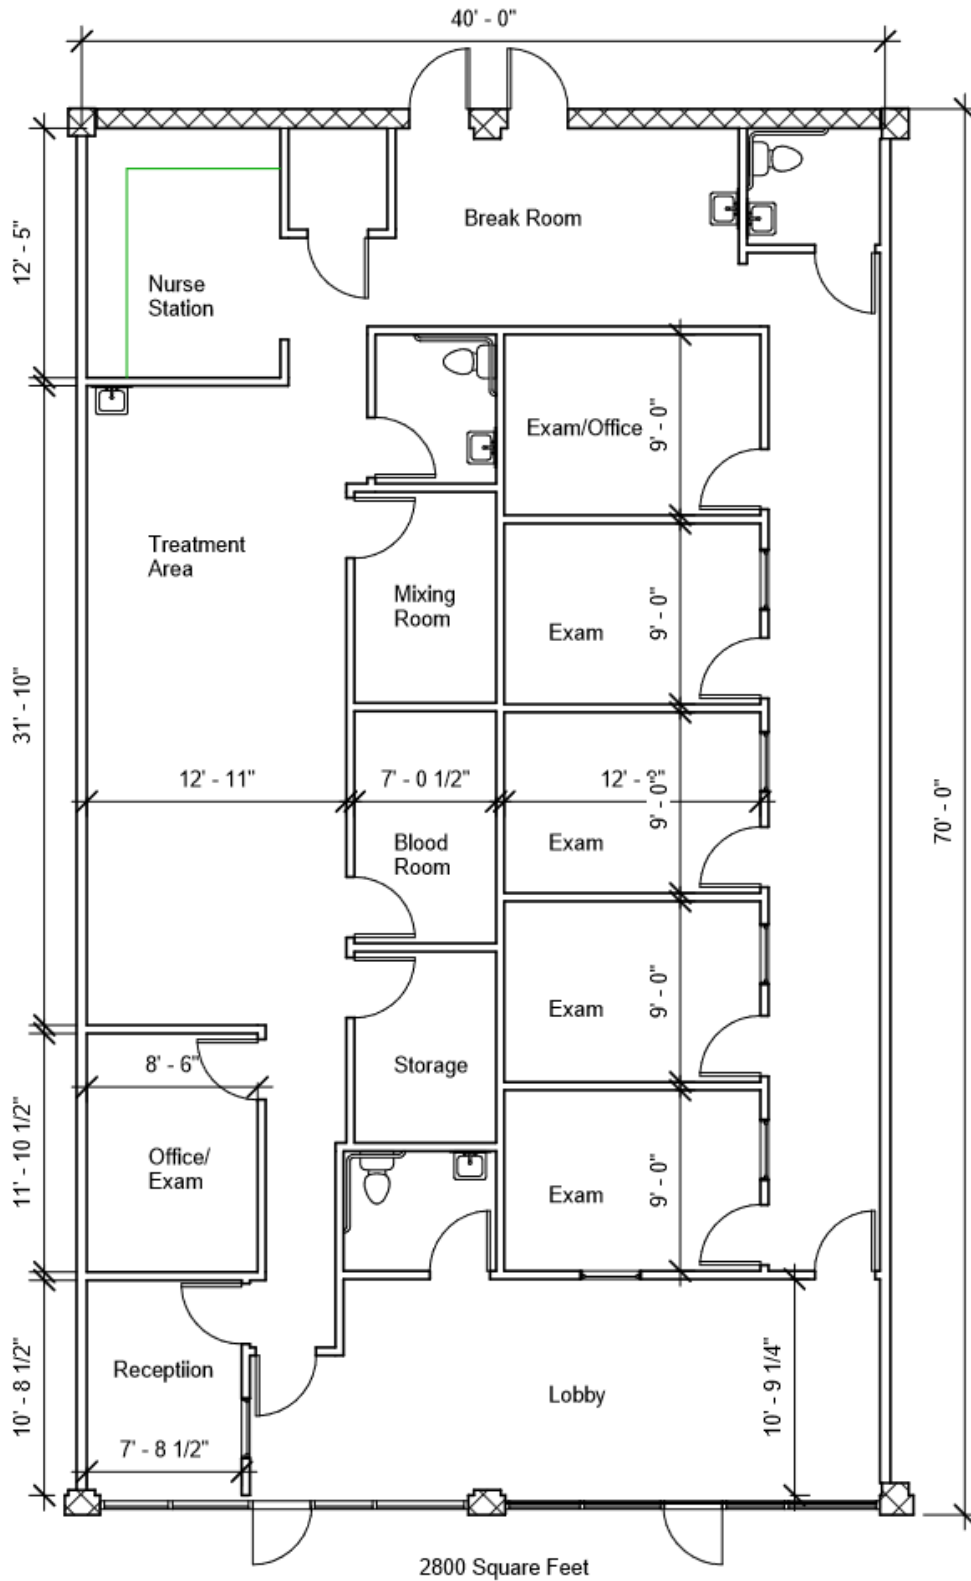 40' - 0"
12' - 5"
Break Room
Nurse
Station
Exam/Office
9' - 0"
Treatment
Area
Mixing
Room
Exam
9' - 0"
31' - 10"
12' - 11"
7' - 0 1/2"
12' -
9' - 0"
70' - 0"
Blood
Room
Exam
Exam
9' - 0"
8' - 6"
Storage
11' - 10 1/2"
Office/
Exam
Exam
9' - 0"
10' - 8 1/2"
Receptiion
Lobby
10' - 9 1/4"
7' - 8 1/2"
2800 Square Feet